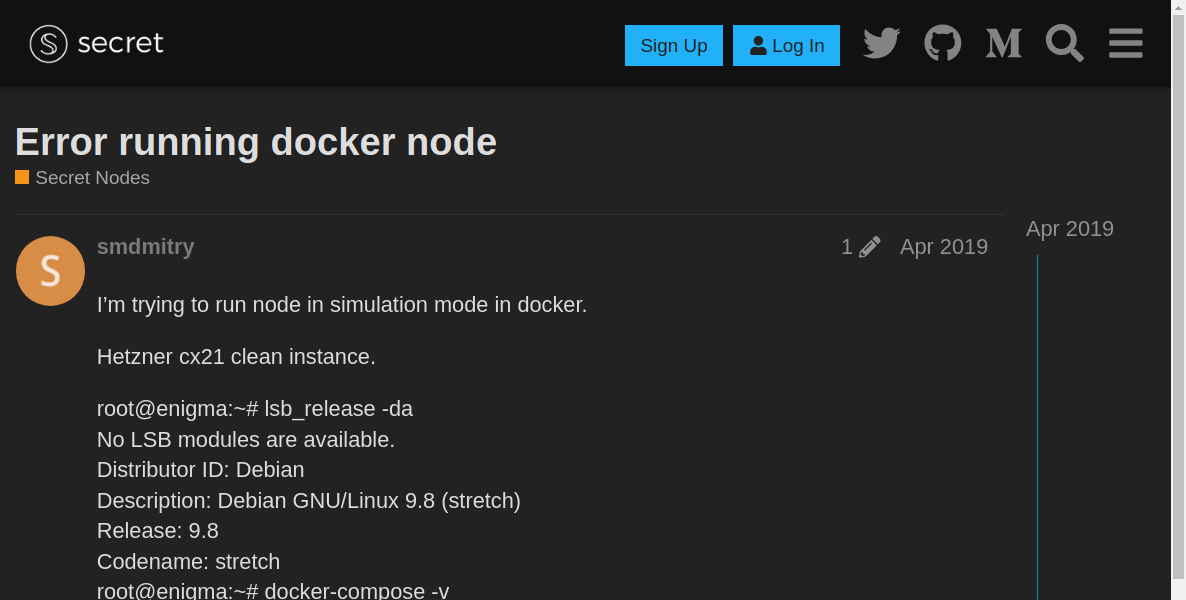 secret
Sign Up
Log In
Error running docker node
Secret Nodes
Apr 2019
smdmitry
1
Apr 2019
S
I’m trying to run node in simulation mode in docker.
Hetzner cx21 clean instance.
root@enigma:~# lsb_release -da
No LSB modules are available.
Distributor ID: Debian
Description: Debian GNU/Linux 9.8 (stretch)
Release: 9.8
Codename: stretch
root@enigma:~# docker-compose -v